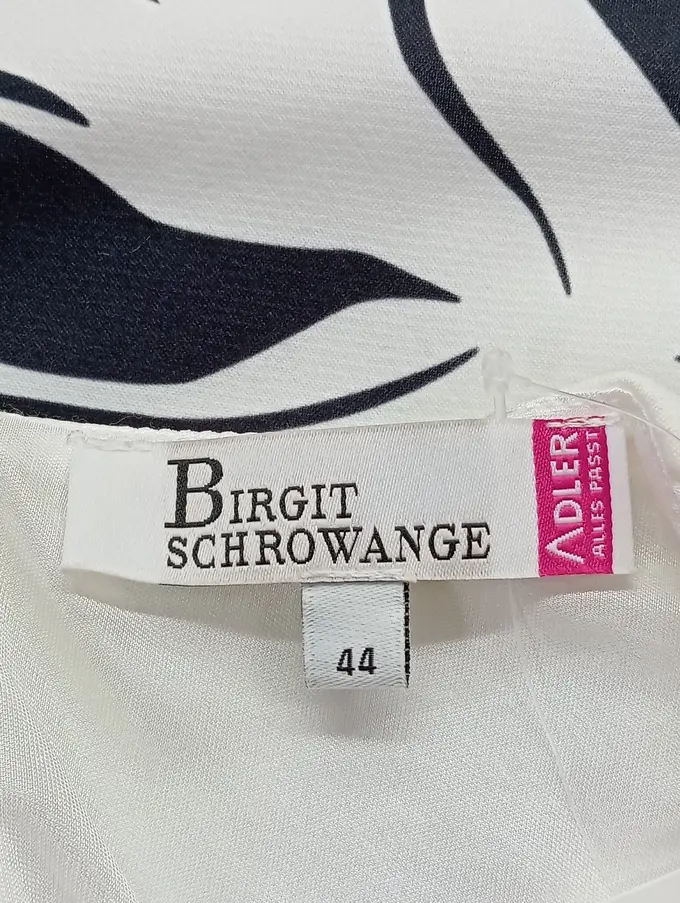 BIRGIT
SCHROWANGE
ADLER
ALLES PASST
44